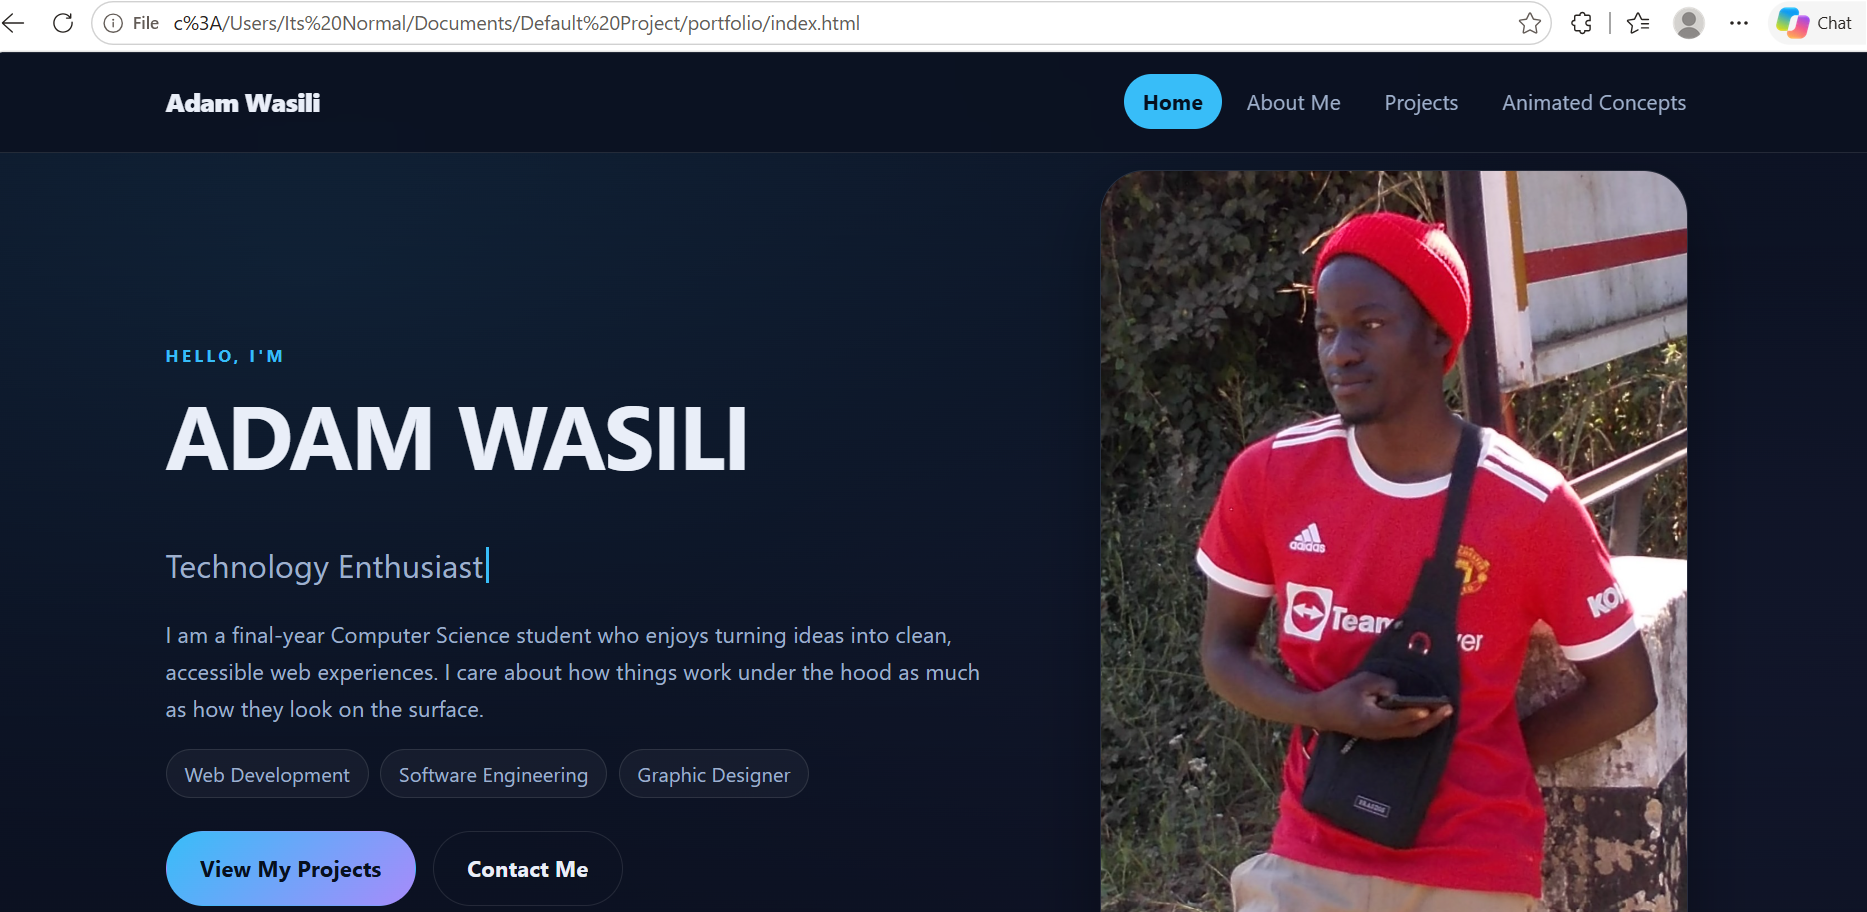 File c%3A/Users/Its%20Normal/Documents/Default%20Project/portfolio/index.html
Chat
Adam Wasili
Home
About Me
Projects
Animated Concepts
HELLO, I'M
ADAM WASILI
Technology Enthusiast
I am a final-year Computer Science student who enjoys turning ideas into clean,
accessible web experiences. I care about how things work under the hood as much
as how they look on the surface.
Web Development
Software Engineering
Graphic Designer
View My Projects
Contact Me
adidas